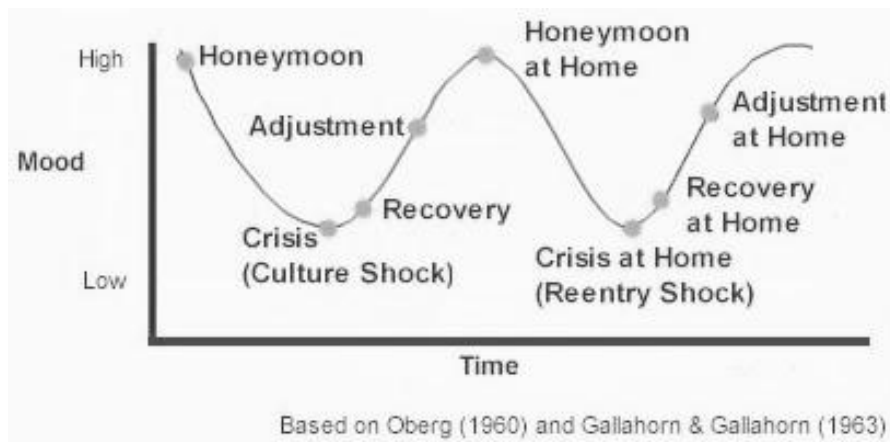 High
Honeymoon
Honeymoon
at Home
Adjustment
Adjustment
at Home
Mood
Recovery
Recovery
at Home
Crisis
(Culture Shock)
Crisis at Home
(Reentry Shock)
Low
Time
Based on Oberg (1960) and Gallahorn & Gallahorn (1963)